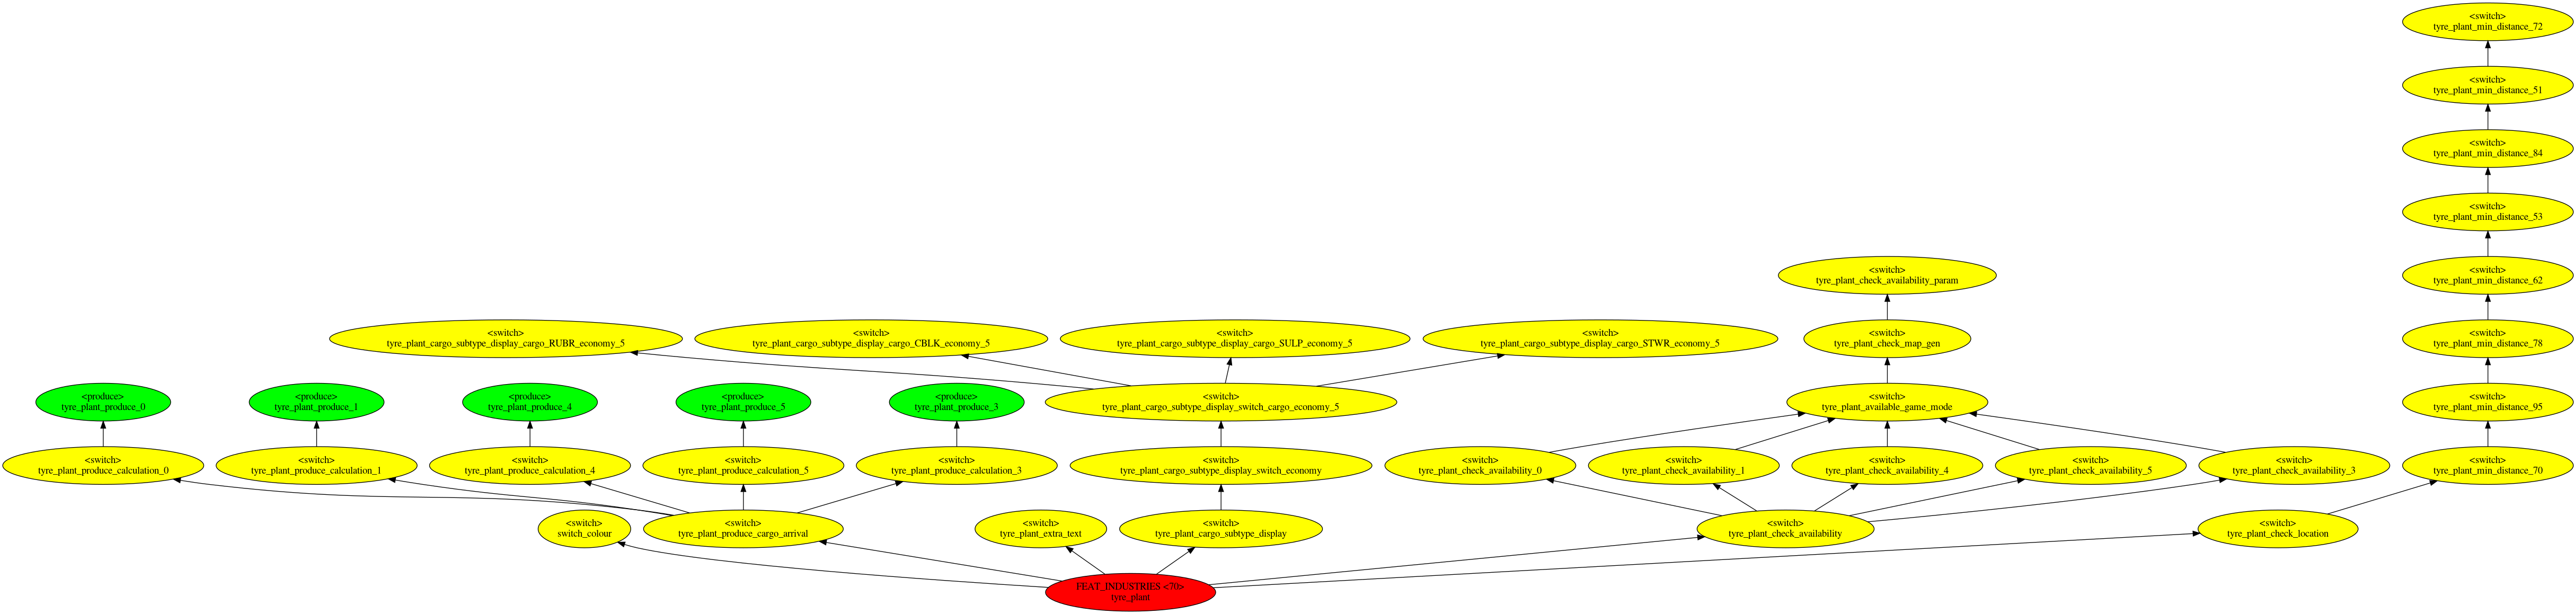 <switch>
tyre_plant_min_distance_72
<switch>
tyre_plant_min_distance_51
<switch>
tyre_plant_min_distance_84
<switch>
tyre_plant_min_distance_53
<switch>
tyre_plant_check_availability_param
<switch>
tyre_plant_min_distance_62
<switch>
tyre_plant_cargo_subtype_display_cargo_RUBR_economy_5
<switch>
tyre_plant_cargo_subtype_display_cargo_CBLK_economy_5
<switch>
tyre_plant_cargo_subtype_display_cargo_SULP_economy_5
<switch>
tyre_plant_cargo_subtype_display_cargo_STWR_economy_5
<switch>
tyre_plant_check_map_gen
<switch>
tyre_plant_min_distance_78
<produce>
tyre_plant_produce_0
<produce>
tyre_plant_produce_1
<produce>
tyre_plant_produce_4
<produce>
tyre_plant_produce_5
<produce>
tyre_plant_produce_3
<switch>
tyre_plant_cargo_subtype_display_switch_cargo_economy_5
<switch>
tyre_plant_available_game_mode
<switch>
tyre_plant_min_distance_95
<switch>
tyre_plant_produce_calculation_0
<switch>
tyre_plant_produce_calculation_1
<switch>
tyre_plant_produce_calculation_4
<switch>
tyre_plant_produce_calculation_5
<switch>
tyre_plant_produce_calculation_3
<switch>
tyre_plant_cargo_subtype_display_switch_economy
<switch>
tyre_plant_check_availability_0
<switch>
tyre_plant_check_availability_1
<switch>
tyre_plant_check_availability_4
<switch>
tyre_plant_check_availability_5
<switch>
tyre_plant_check_availability_3
<switch>
tyre_plant_min_distance_70
<switch>
switch_colour
<switch>
tyre_plant_produce_cargo_arrival
<switch>
tyre_plant_extra_text
<switch>
tyre_plant_cargo_subtype_display
<switch>
tyre_plant_check_availability
<switch>
tyre_plant_check_location
FEAT_INDUSTRIES <70>
tyre_plant